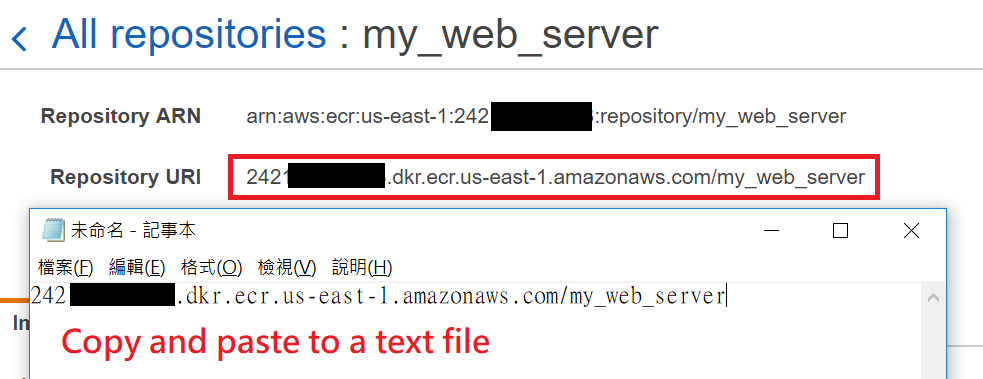 All repositories : my_web_server
Repository ARN arn:aws:ecr:us-east-1:242 :repository/my_web_server
Repository URI 2421 .dkr.ecr.us-east-1.amazonaws.com/my_web_server
未命名 - 記事本
檔案(F) 編輯(E) 格式(O) 檢視(V) 說明(H)
242 .dkr.ecr.us-east-1.amazonaws.com/my_web_server
In
Copy and paste to a text file